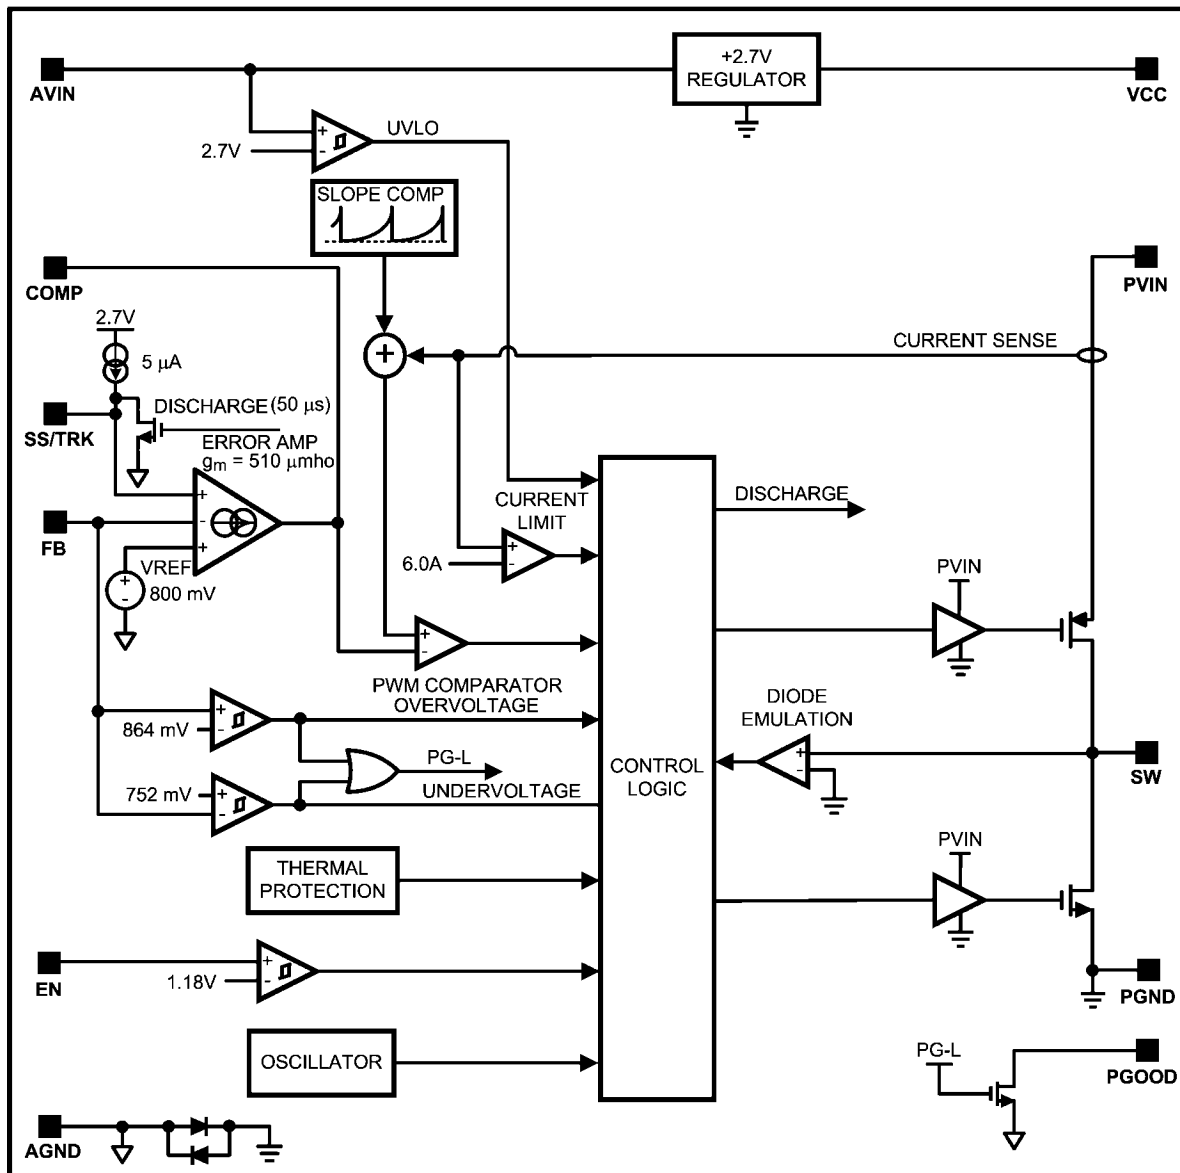 +2.7V
REGULATOR
AVIN
VCC
UVLO
2.7V
SLOPE COMP
COMP
PVIN
2.7V
CURRENT SENSE
5 μA
DISCHARGE (50 μs)
SS/TRK
ERROR AMP
gm = 510 μmho
CURRENT
LIMIT
DISCHARGE
FB
6.0A
VREF
800 mV
PVIN
PWM COMPARATOR
OVERVOLTAGE
DIODE
EMULATION
864 mV
PG-L
CONTROL
LOGIC
SW
752 mV
UNDERVOLTAGE
PVIN
THERMAL
PROTECTION
EN
1.18V
PGND
OSCILLATOR
PG-L
PGOOD
AGND